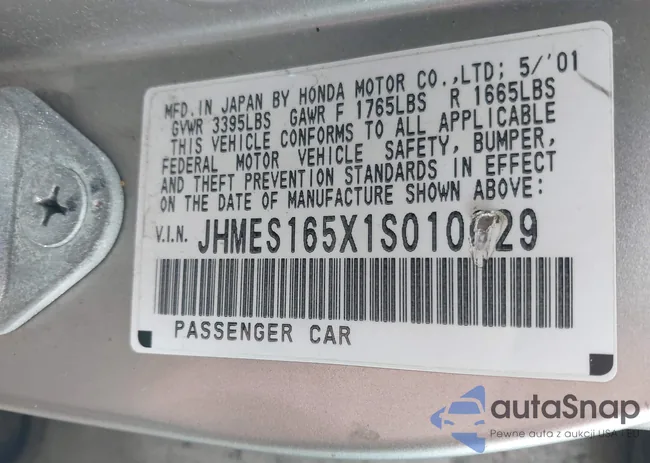 MFD. IN JAPAN BY HONDA MOTOR CO.,LTD; 5/'01
GVWR 3395LBS GAWR F 1765LBS R 1665LBS
THIS VEHICLE CONFORMS TO ALL APPLICABLE
FEDERAL MOTOR VEHICLE SAFETY, BUMPER,
AND THEFT PREVENTION STANDARDS IN EFFECT
ON THE DATE OF MANUFACTURE SHOWN ABOVE:
V.I.N.
PASSENGER CAR
autaSnap
Pewne auta z aukcji USA i EU